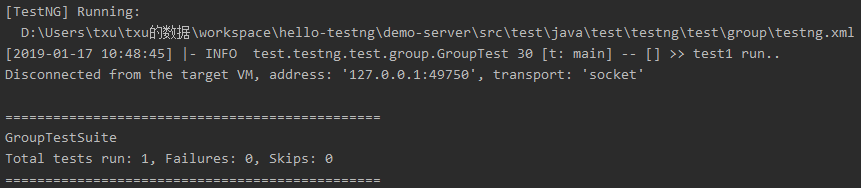 [TestNG] Running:
D:\Users\txu\txu的数据\workspace\hello-testng\demo-server\src\test\java\test\testng\test\group\testng.xml
[2019-01-17 10:48:45] |- INFO  test.testng.test.group.GroupTest 30 [t: main] -- [] >> test1 run..
Disconnected from the target VM, address: '127.0.0.1:49750', transport: 'socket'
===============================================
GroupTestSuite
Total tests run: 1, Failures: 0, Skips: 0
===============================================